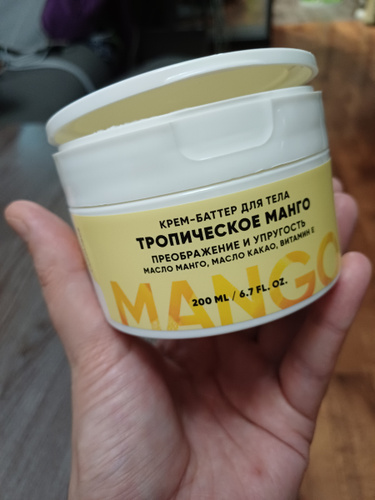 КРЕМ-БАТТЕР ДЛЯ ТЕЛА
ТРОПИЧЕСКОЕ МАНГО
ПРЕОБРАЖЕНИЕ И УПРУГОСТЬ
МАСЛО МАНГО, МАСЛО КАКАО, ВИТАМИН Е
200 ML / 6.7 FL. OZ.
MANGO